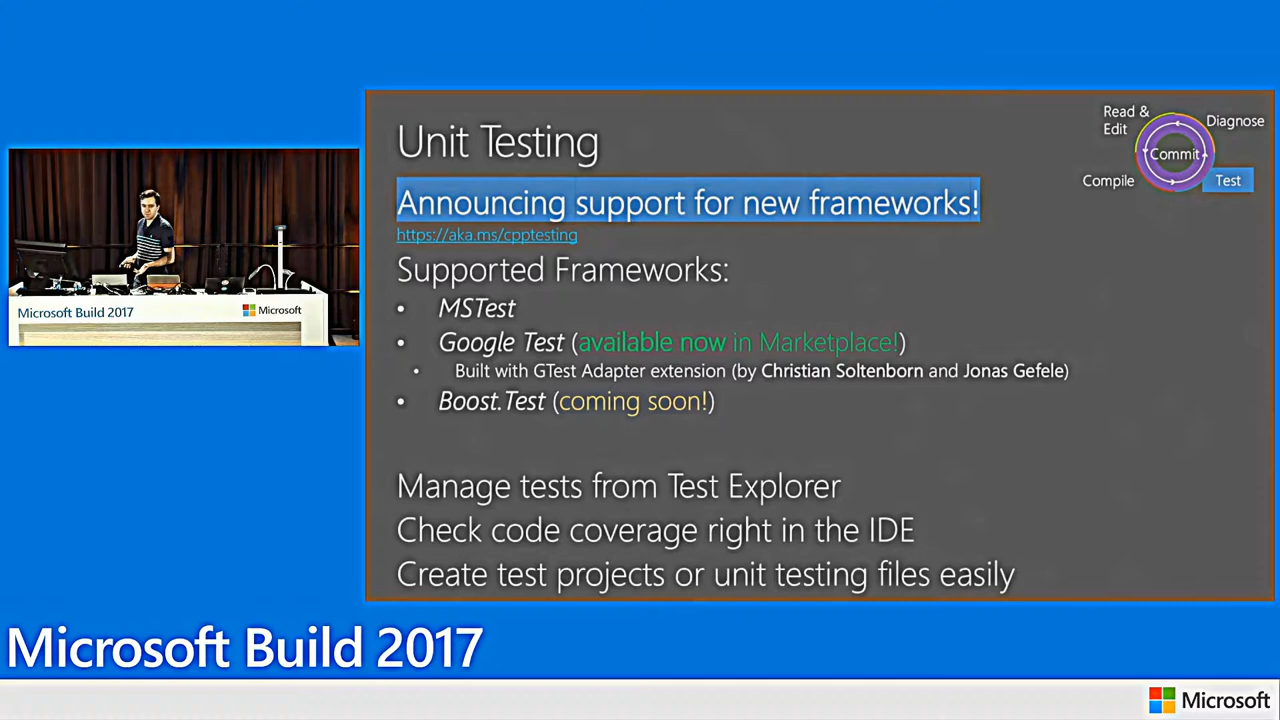 Unit Testing
Announcing support for new frameworks!
https://aka.ms/cpptesting
Supported Frameworks:
• MSTest
• Google Test (available now in Marketplace!)
• Built with GTest Adapter extension (by Christian Soltenborn and Jonas Gefele)
• Boost.Test (coming soon!)
Manage tests from Test Explorer
Check code coverage right in the IDE
Create test projects or unit testing files easily
Read &
Edit
Diagnose
Commit
Compile
Test
Microsoft Build 2017
Microsoft
Microsoft Build 2017
Microsoft